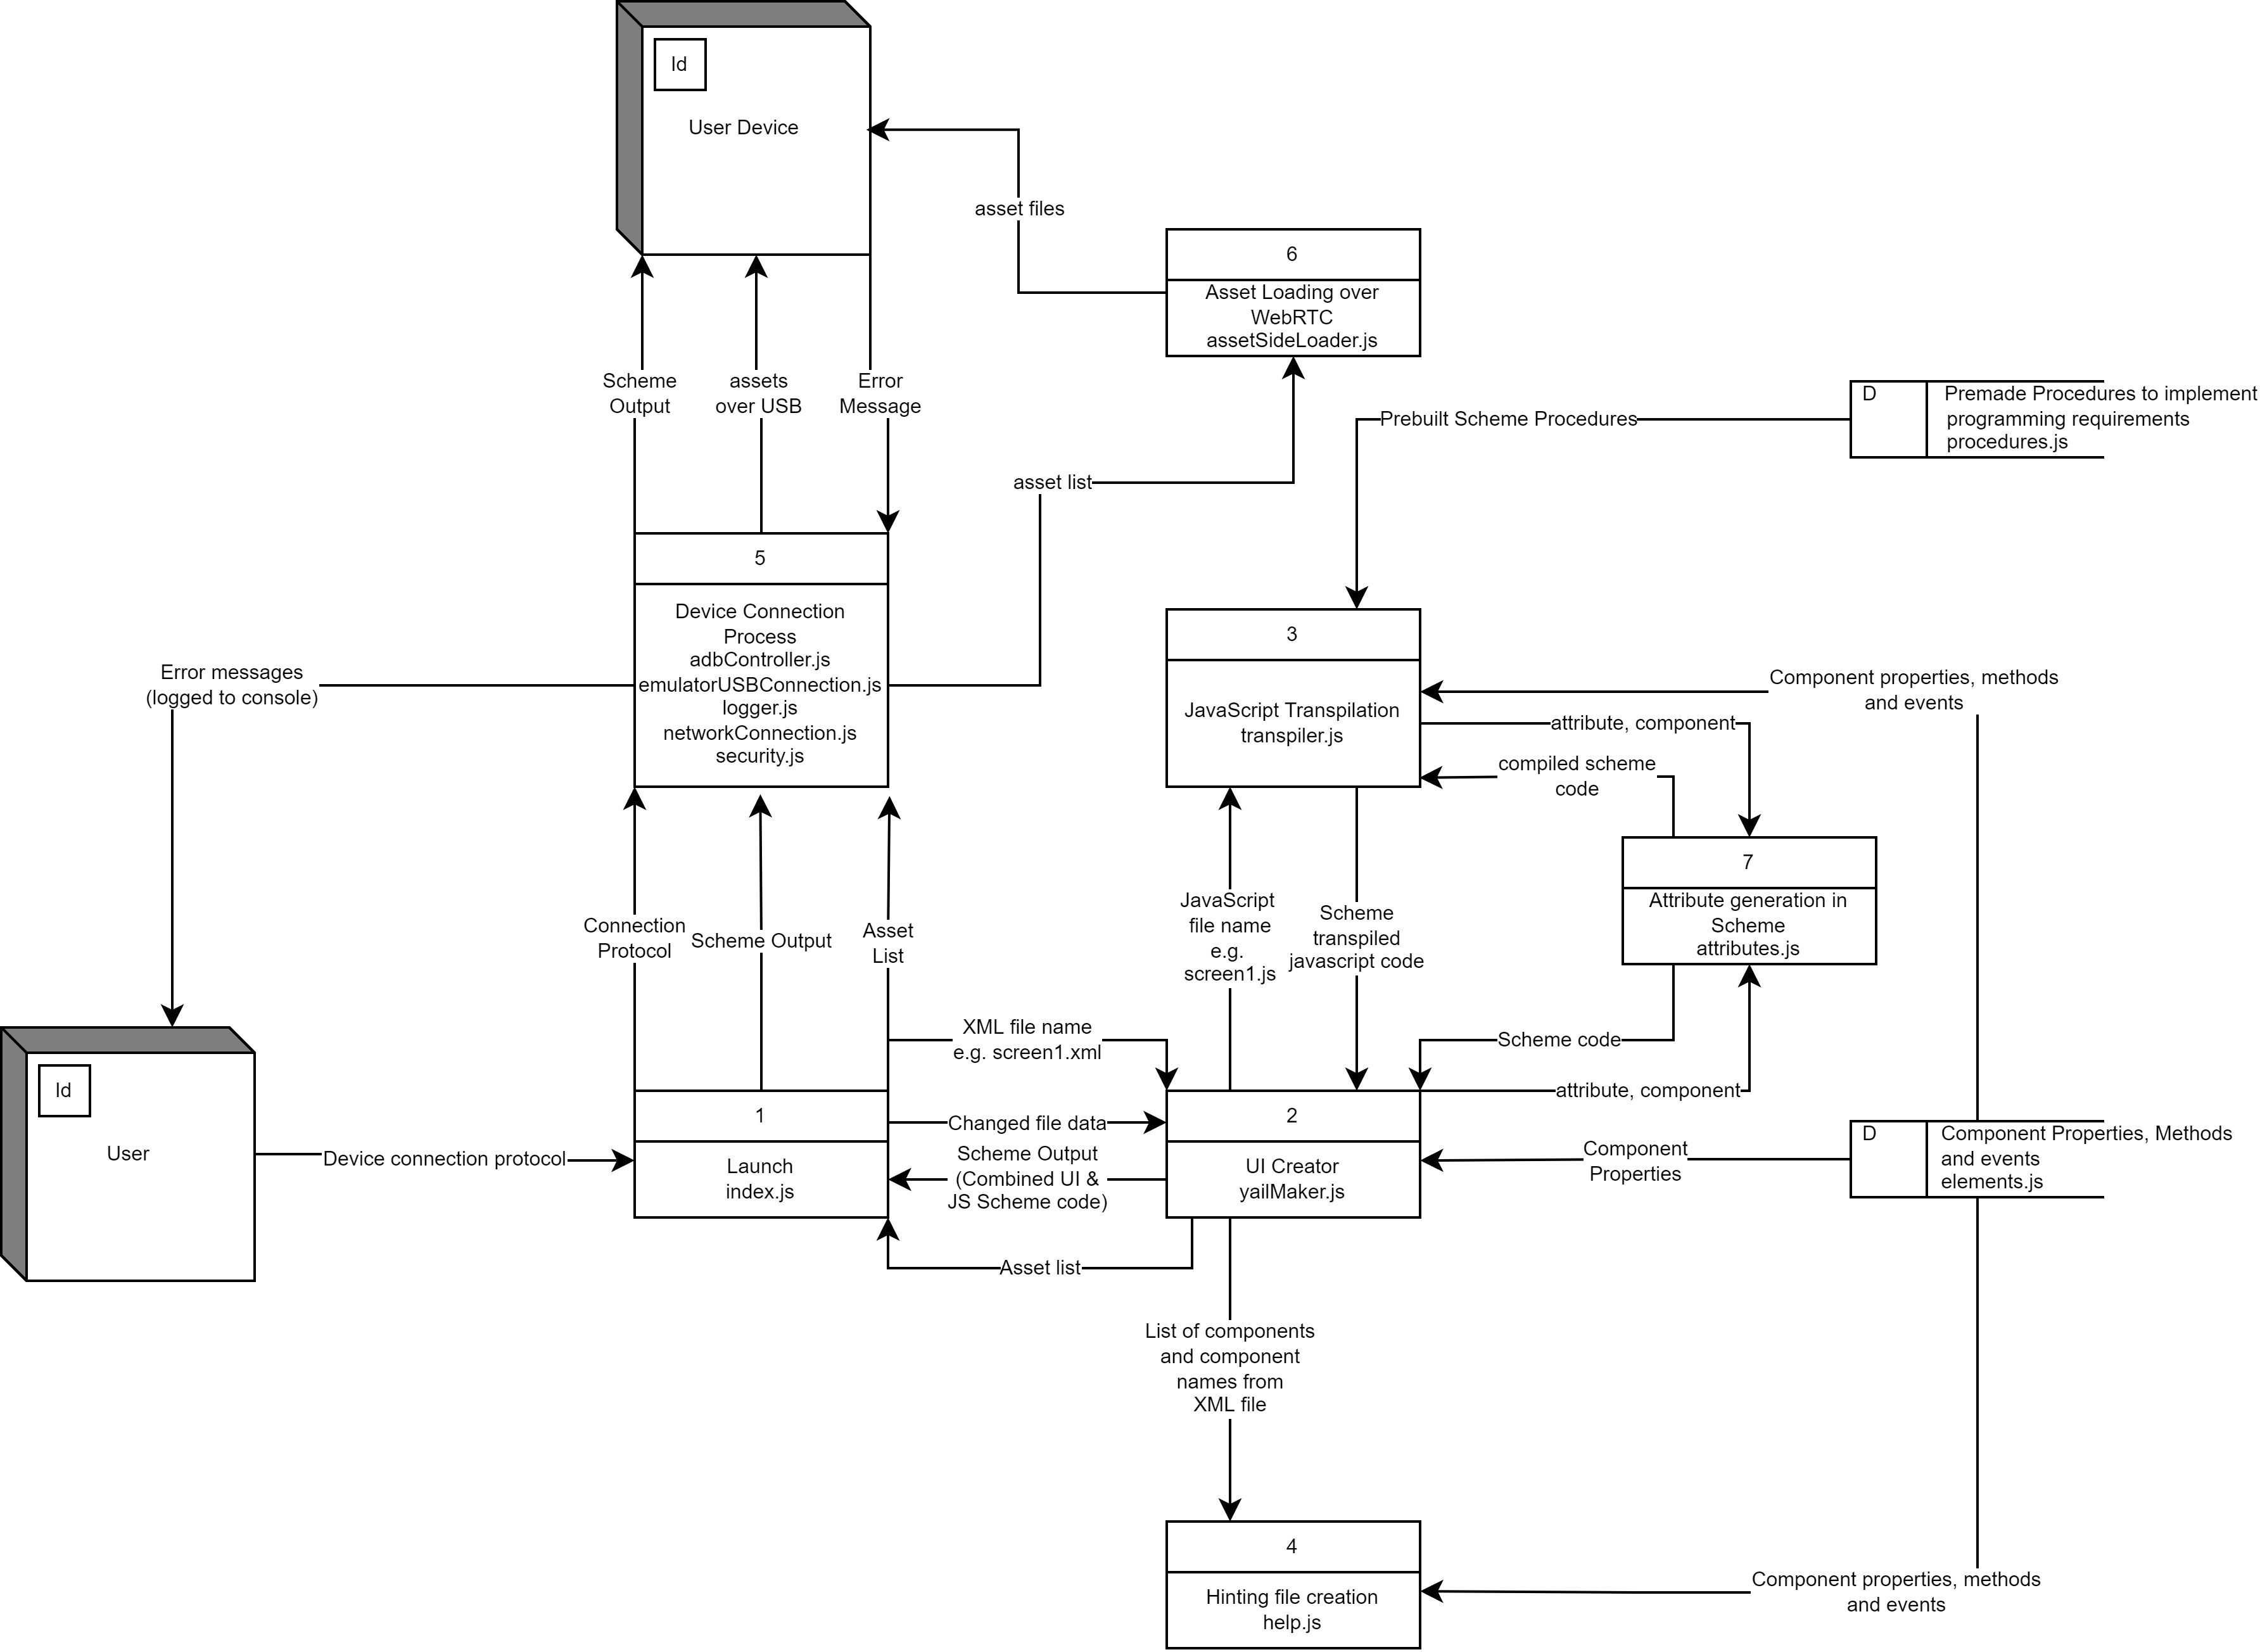 Id
User Device
asset files
6
Asset Loading over
WebRTC
assetSideLoader.js
Scheme
Output
assets
over USB
Error
Message
Prebuilt Scheme Procedures
D
Premade Procedures to implement
programming requirements
procedures.js
asset list
5
Device Connection
Process
adbController.js
emulatorUSBConnection.js
logger.js
networkConnection.js
security.js
Error messages
(logged to console)
3
JavaScript Transpilation
transpiler.js
Component properties, methods
and events
attribute, component
compiled scheme
code
7
Attribute generation in
Scheme
attributes.js
Connection
Protocol
Scheme Output
Asset
List
JavaScript
file name
e.g.
screen1.js
Scheme
transpiled
javascript code
XML file name
e.g. screen1.xml
Scheme code
attribute, component
Id
User
Device connection protocol
1
Launch
index.js
Changed file data
Scheme Output
(Combined UI &
JS Scheme code)
2
UI Creator
yailMaker.js
Component
Properties
D
Component Properties, Methods
and events
elements.js
Asset list
List of components
and component
names from
XML file
4
Hinting file creation
help.js
Component properties, methods
and events